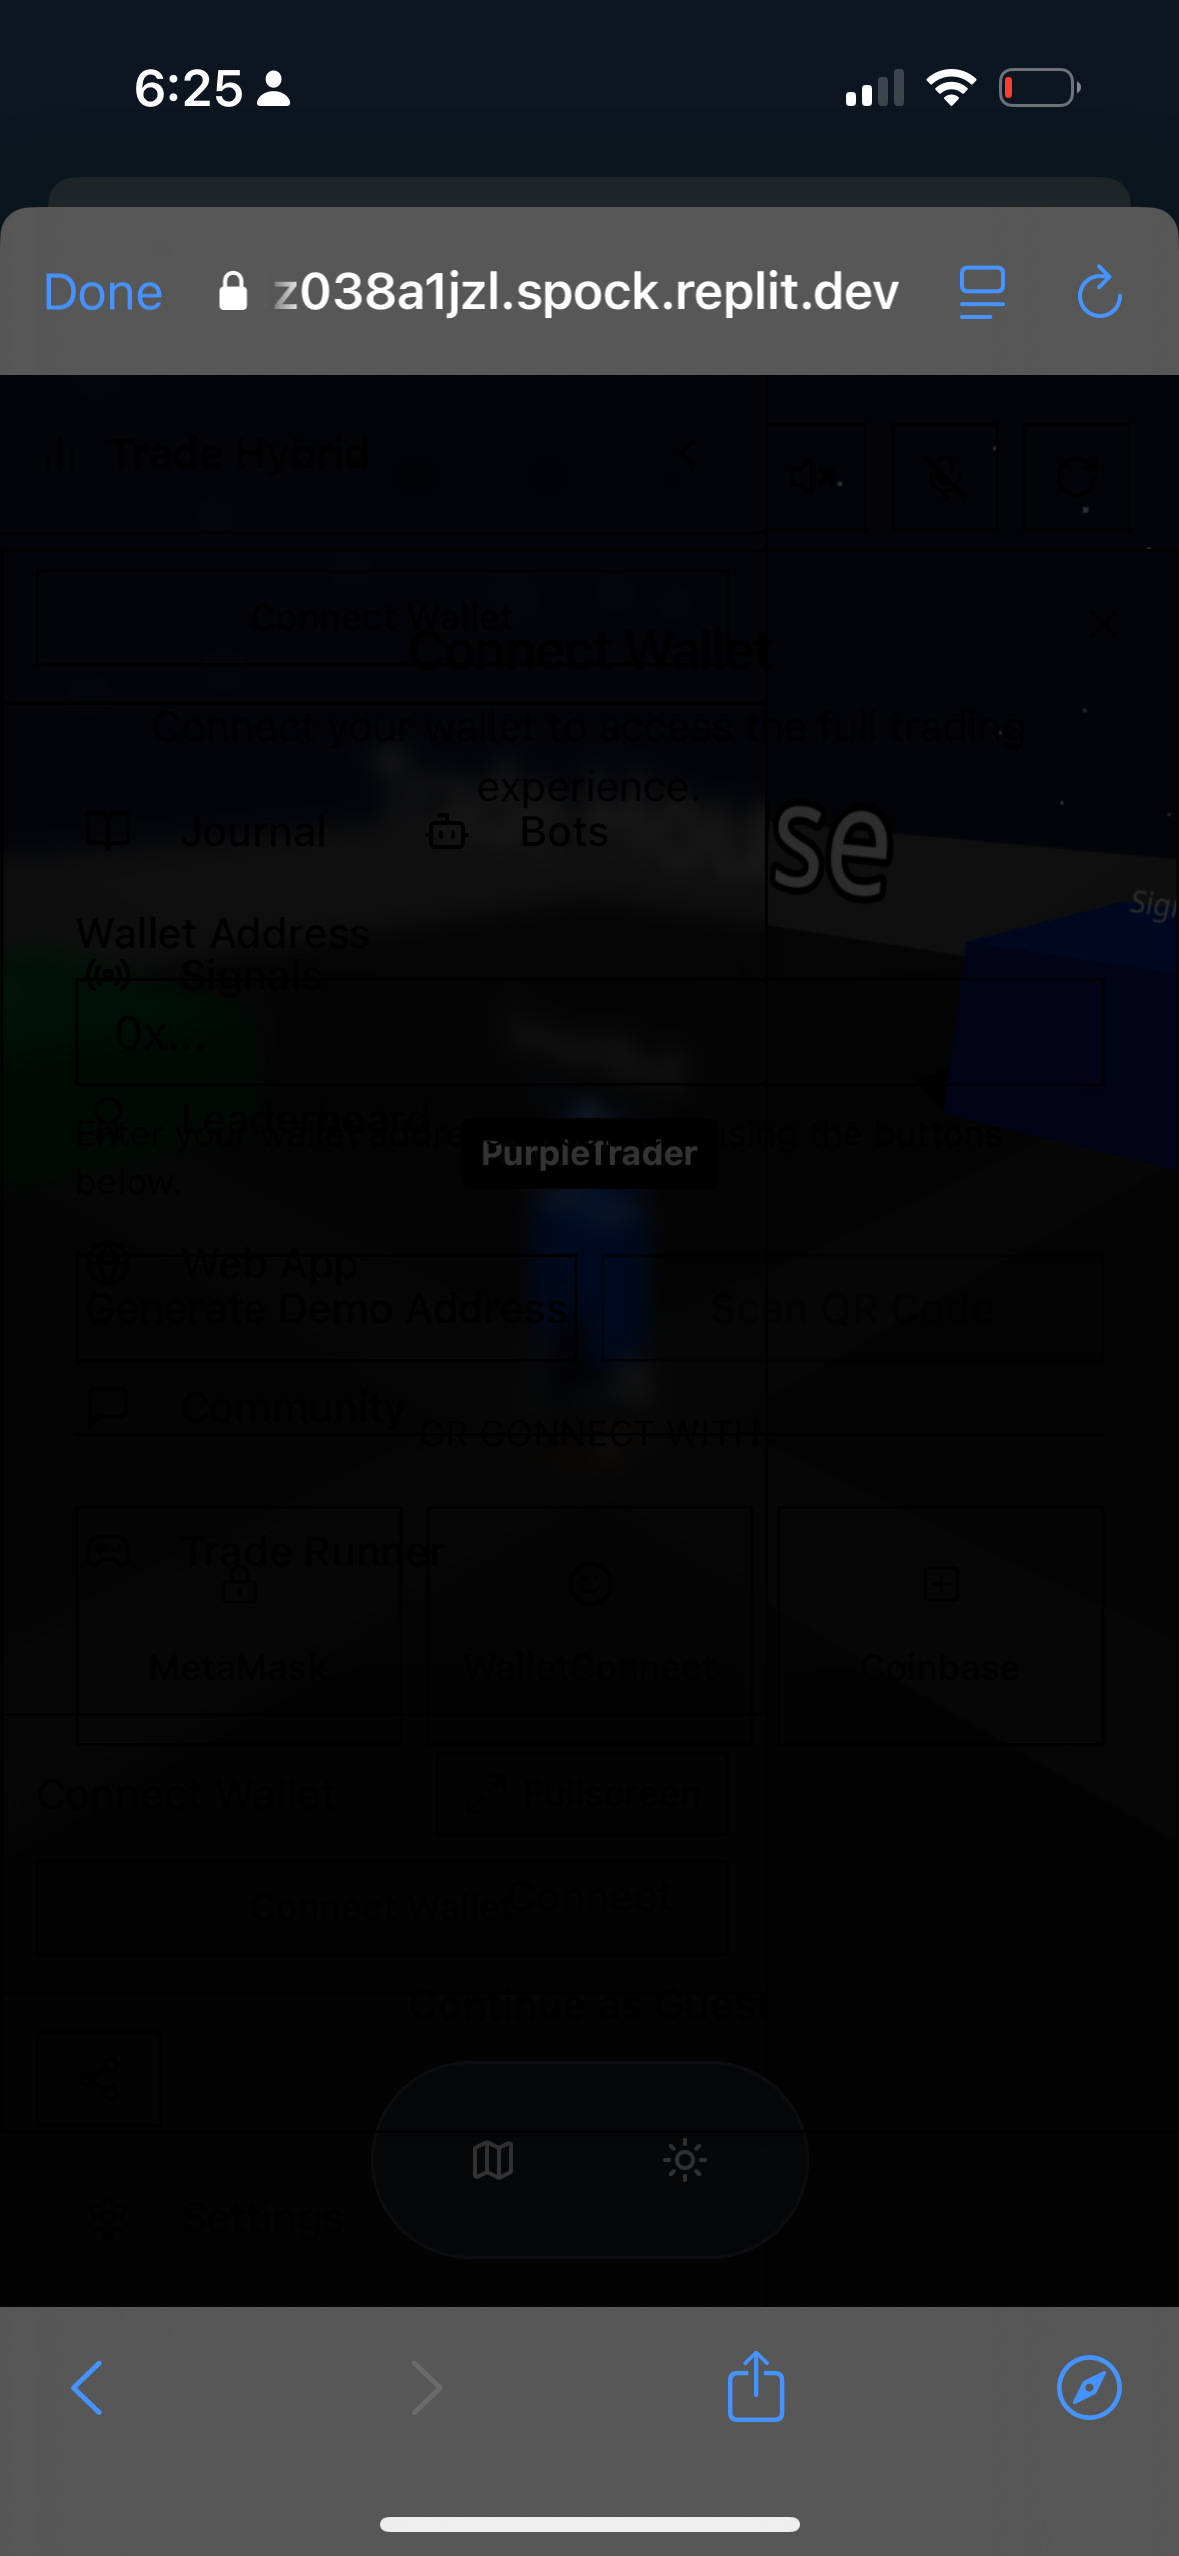 6:25
Done
z038a1jzl.spock.replit.dev
Trade Hybrid
Connect Wallet
Connect Wallet
Connect your wallet to access the full trading
experience.
Journal
Bots
se
Wallet Address
Signals
0x...
Leaderboard
Enter your wallet using the buttons
below.
PurpleTrader
Web App
Generate Demo Address
Scan QR Code
Community
OR CONNECT WITH
Trade Runner
MetaMask
WalletConnect
Coinbase
Connect Wallet
Fullscreen
Connect Wallet
Connect
Continue as Guest
Settings